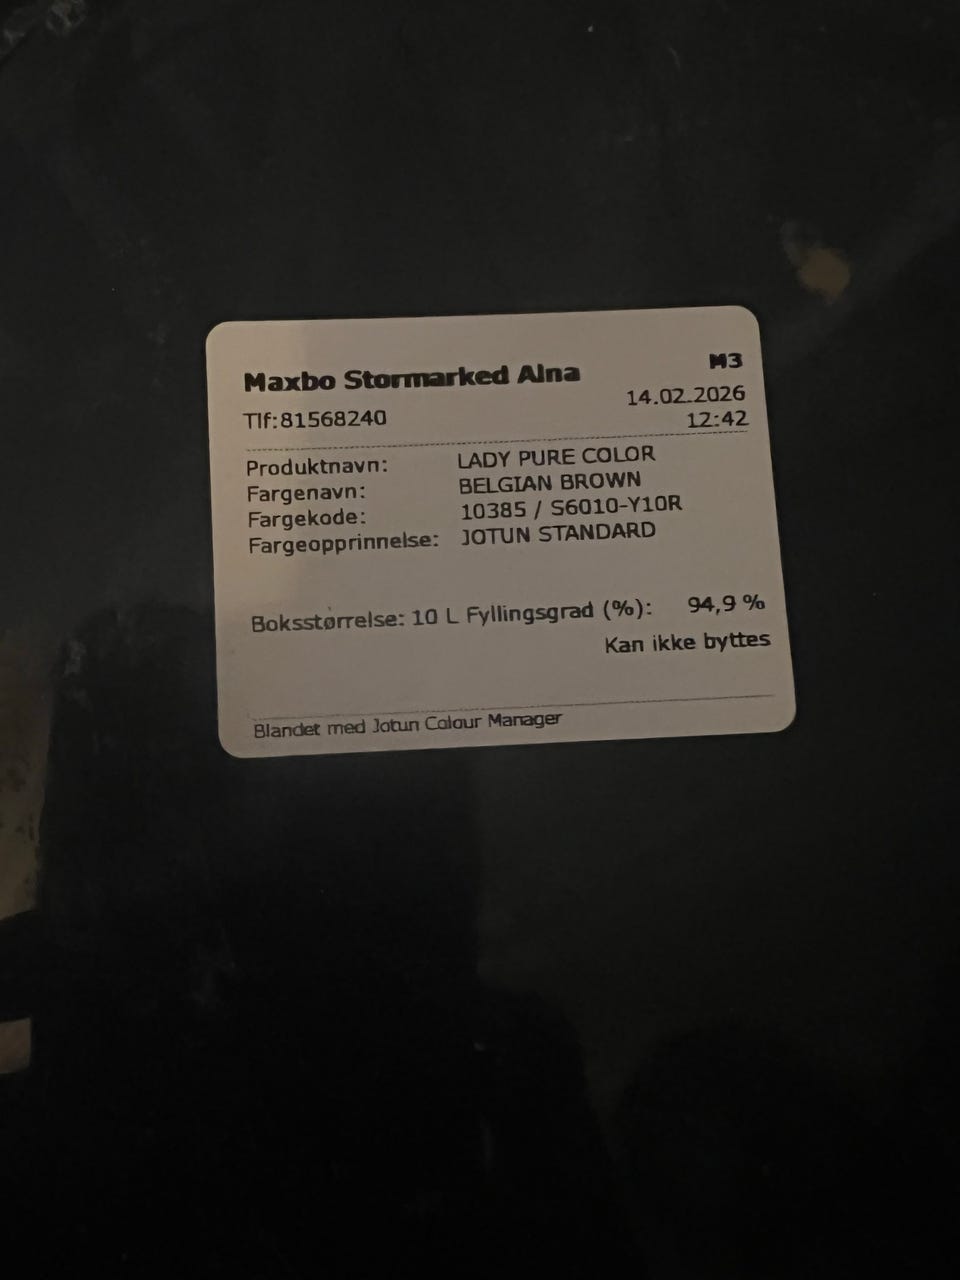 Maxbo Stormarked Alna M3
Tlf:81568240 14.02.2026
12:42
Produktnavn: LADY PURE COLOR
Fargenavn: BELGIAN BROWN
Fargekode: 10385 / S6010-Y10R
Fargeopprinnelse: JOTUN STANDARD
Boksstørrelse: 10 L Fyllingsgrad (%): 94,9 %
Kan ikke byttes
Blandet med Jotun Colour Manager